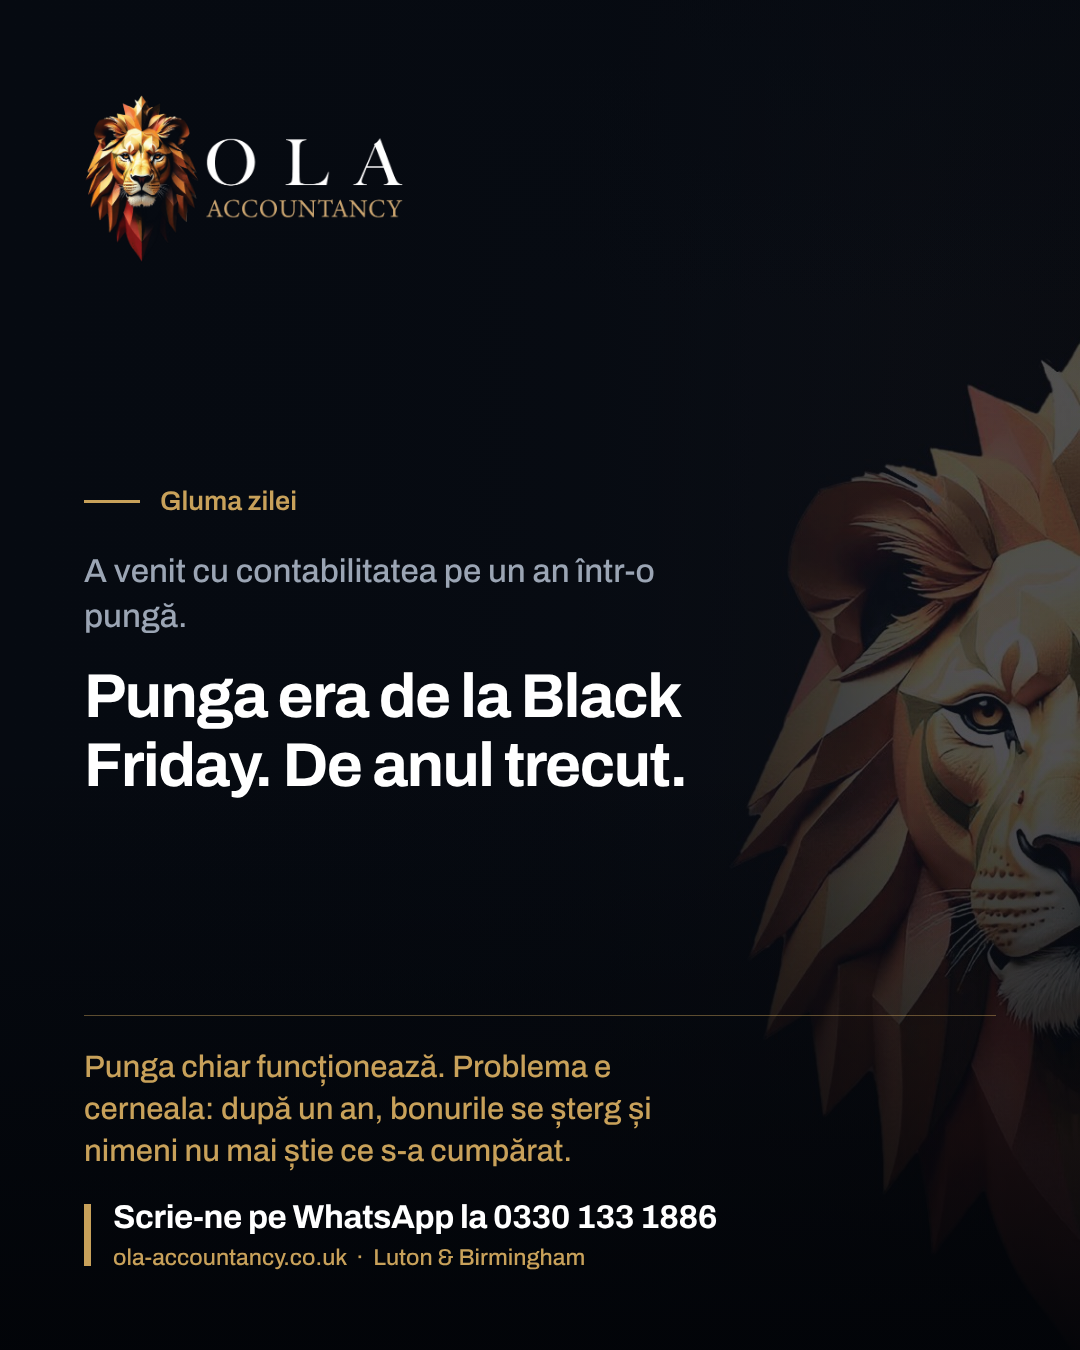 OLA
ACCOUNTANCY
Gluma zilei
A venit cu contabilitatea pe un an într-o
pungă.
Punga era de la Black
Friday. De anul trecut.
Punga chiar funcționează. Problema e
cerneala: după un an, bonurile se șterg și
nimeni nu mai știe ce s-a cumpărat.
Scrie-ne pe WhatsApp la 0330 133 1886
ola-accountancy.co.uk · Luton & Birmingham